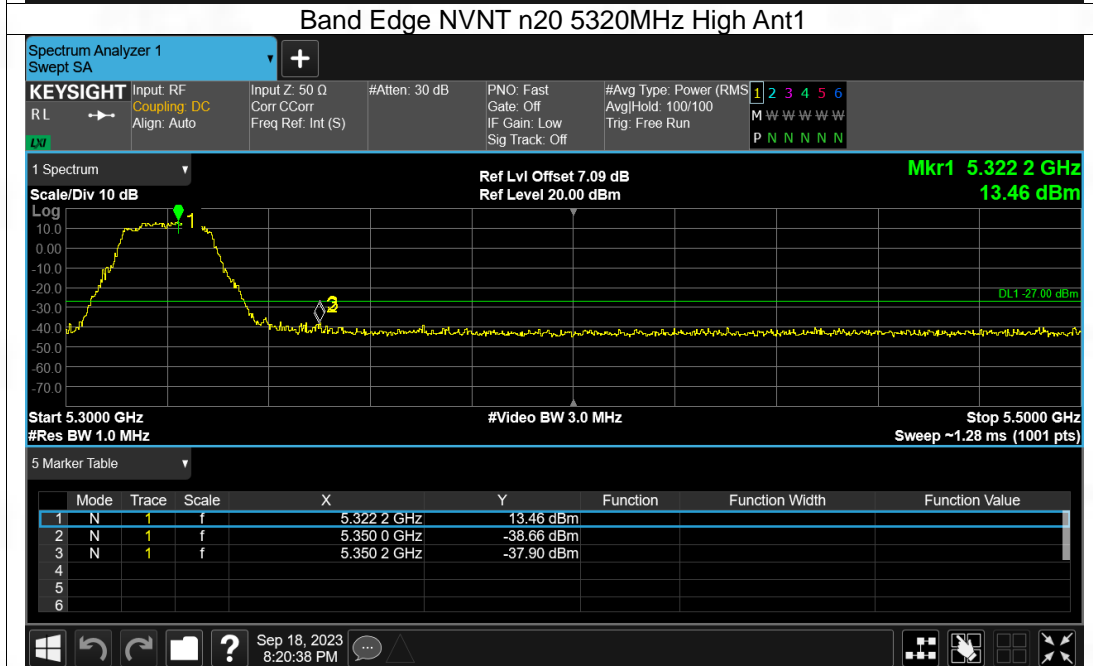 Band Edge NVNT n20 5320MHz High Ant1
Spectrum Analyzer 1
Swept SA
+
KEYSIGHT Input: RF Input Z: 50 Ω #Atten: 30 dB PNO: Fast #Avg Type: Power (RMS 1 2 3 4 5 6
RL Coupling: DC Corr CCorr Gate: Off Avg|Hold: 100/100 M W W W W W W
Align: Auto Freq Ref: Int (S) IF Gain: Low Trig: Free Run
LXI Sig Track: Off P N N N N N N
1 Spectrum Ref Lvl Offset 7.09 dB Mkr1 5.322 2 GHz
Scale/Div 10 dB Ref Level 20.00 dBm 13.46 dBm
Log
1
10.0
0.00
-10.0
-20.0
DL1 -27.00 dBm
-30.0
-40.0
-50.0
-60.0
-70.0
Start 5.3000 GHz #Video BW 3.0 MHz Stop 5.5000 GHz
#Res BW 1.0 MHz Sweep ~1.28 ms (1001 pts)
5 Marker Table
Mode Trace Scale X Y Function Function Width Function Value
1 N 1 f 5.322 2 GHz 13.46 dBm
2 N 1 f 5.350 0 GHz -38.66 dBm
3 N 1 f 5.350 2 GHz -37.90 dBm
4
5
6
? Sep 18, 2023
8:20:38 PM